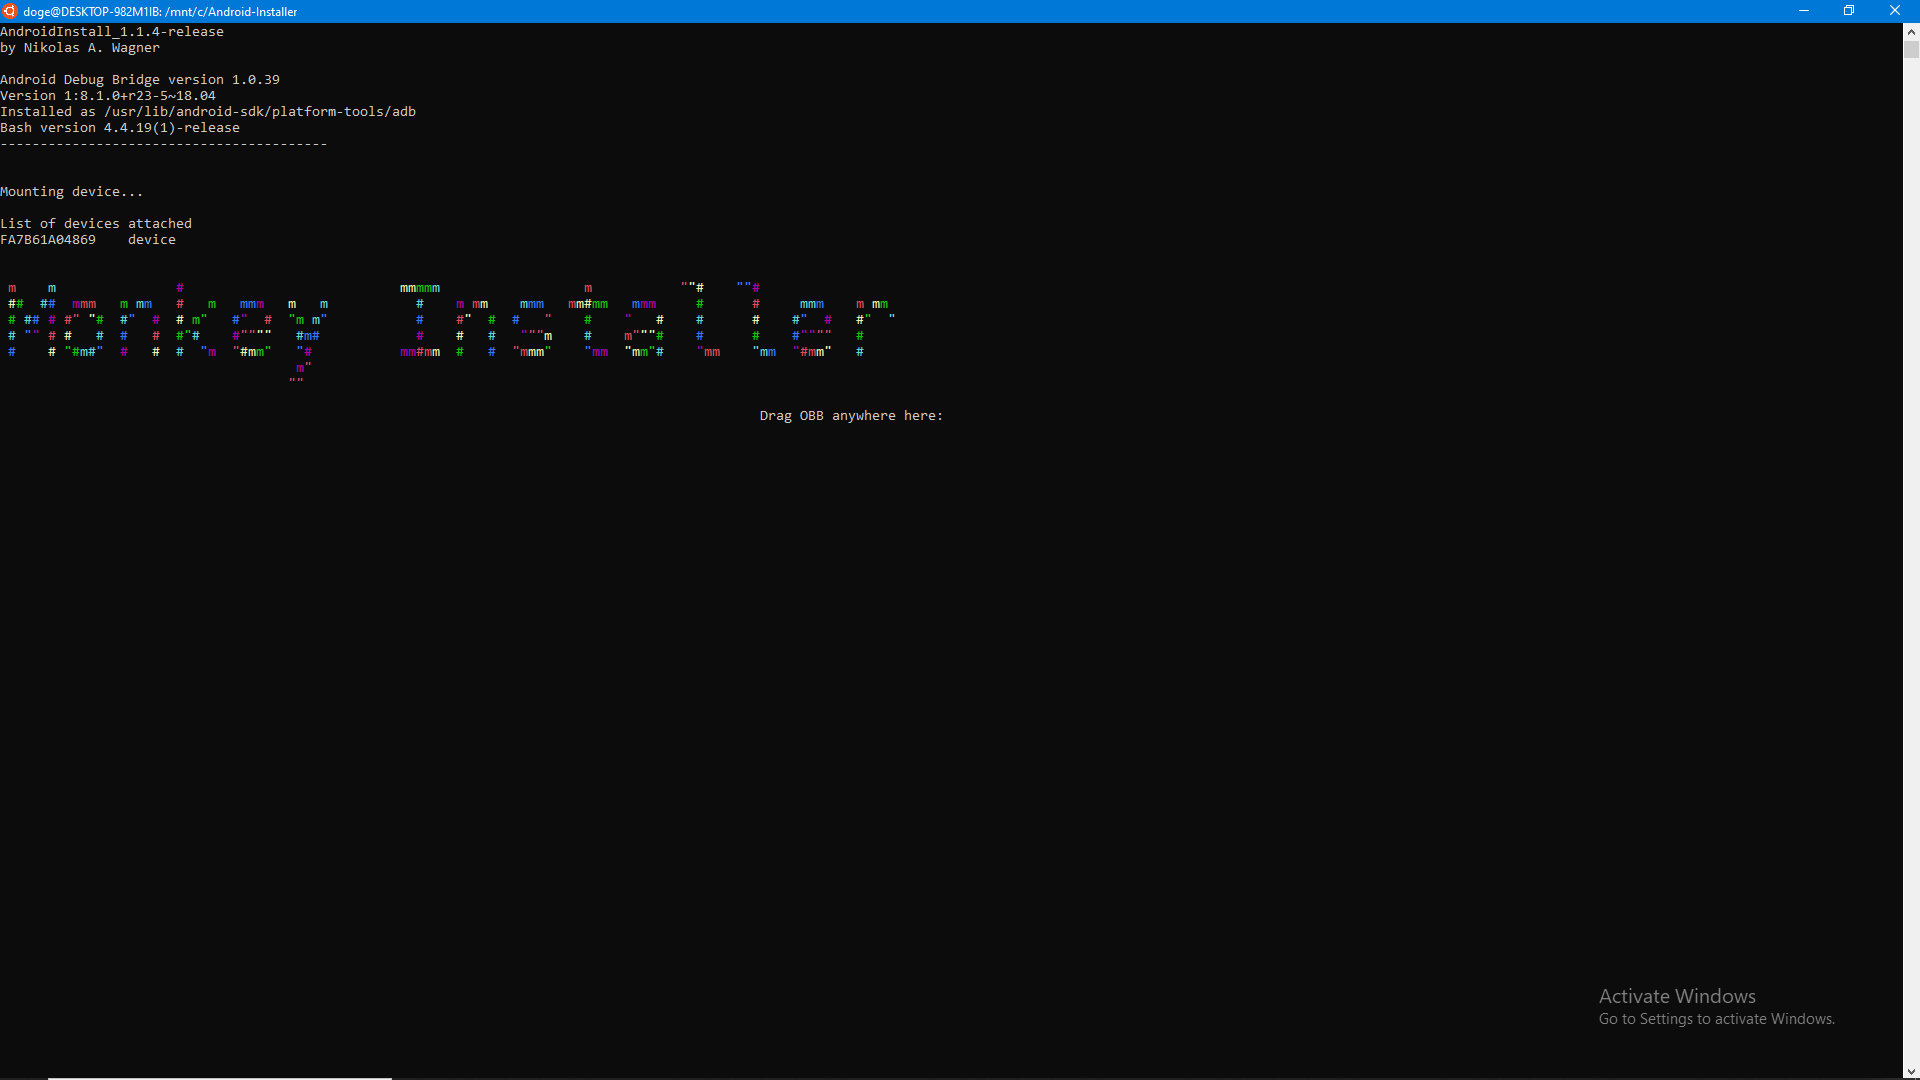 doge@DESKTOP-982M1IB: /mnt/c/Android-Installer
AndroidInstall_1.1.4-release
by Nikolas A. Wagner
Android Debug Bridge version 1.0.39
Version 1:8.1.0+r23-5~18.04
Installed as /usr/lib/android-sdk/platform-tools/adb
Bash version 4.4.19(1)-release
-----------------------------------------
Mounting device...
List of devices attached
FA7B61A04869    device
Monkey Installer
Drag OBB anywhere here:
Activate Windows
Go to Settings to activate Windows.